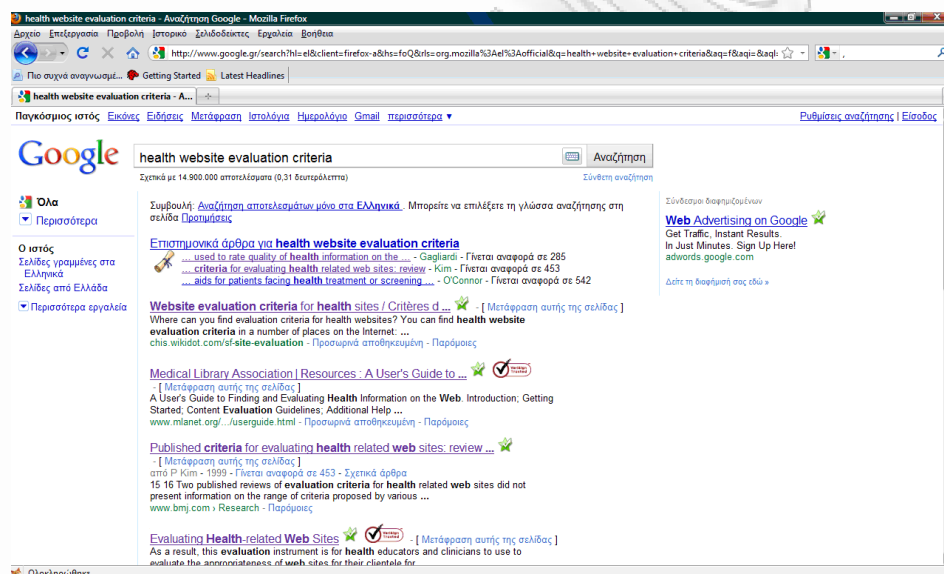 health website evaluation criteria - Αναζήτηση Google - Mozilla Firefox
Αρχείο Επεξεργασία Προβολή Ιστορικό Σελιδοδείκτες Εργαλεία Βοήθεια
http://www.google.gr/search?hl=el&client=firefox-a&hs=foQ&rls=org.mozilla%3Ael%3Aofficial&q=health+website+evaluation+criteria&aq=f&aqi=&aql=
Πιο συχνά αναγνωσμέ... Getting Started Latest Headlines
health website evaluation criteria - Α...
Παγκόσμιος ιστός Εικόνες Ειδήσεις Μετάφραση Ιστολόγια Ημερολόγιο Gmail περισσότερα ▼ Ρυθμίσεις αναζήτησης | Είσοδος
Google health website evaluation criteria Αναζήτηση
Σχετικά με 14.900.000 αποτελέσματα (0,31 δευτερόλεπτα) Σύνθετη αναζήτηση
Όλα
Περισσότερα
Ο ιστός
Σελίδες γραμμένες στα
Ελληνικά
Σελίδες από Ελλάδα
Περισσότερα εργαλεία
Συμβουλή: Αναζήτηση αποτελεσμάτων μόνο στα Ελληνικά . Μπορείτε να επιλέξετε τη γλώσσα αναζήτησης στη
σελίδα Προτιμήσεις
Επιστημονικά άρθρα για health website evaluation criteria
... used to rate quality of health information on the ... - Gagliardi - Γίνεται αναφορά σε 285
... criteria for evaluating health related web sites: review - Kim - Γίνεται αναφορά σε 453
... aids for patients facing health treatment or screening ... - O'Connor - Γίνεται αναφορά σε 542
Website evaluation criteria for health sites / Critères d ... - [ Μετάφραση αυτής της σελίδας ]
Where can you find evaluation criteria for health websites? You can find health website
evaluation criteria in a number of places on the Internet: ...
chis.wikidot.com/sf-site-evaluation - Προσωρινά αποθηκευμένη - Παρόμοιες
Medical Library Association | Resources : A User's Guide to ...
- [ Μετάφραση αυτής της σελίδας ]
A User's Guide to Finding and Evaluating Health Information on the Web. Introduction; Getting
Started; Content Evaluation Guidelines; Additional Help ...
www.mlanet.org/.../userguide.html - Προσωρινά αποθηκευμένη - Παρόμοιες
Published criteria for evaluating health related web sites: review ...
- [ Μετάφραση αυτής της σελίδας ]
από P Kim - 1999 - Γίνεται αναφορά σε 453 - Σχετικά άρθρα
15 16 Two published reviews of evaluation criteria for health related web sites did not
present information on the range of criteria proposed by various ...
www.bmj.com › Research - Παρόμοιες
Evaluating Health-related Web Sites - [ Μετάφραση αυτής της σελίδας ]
As a result, this evaluation instrument is for health educators and clinicians to use to
evaluate the appropriateness of web sites for their clientele for
Σύνδεσμοι διαφημιζομένων
Web Advertising on Google
Get Traffic, Instant Results.
In Just Minutes. Sign Up Here!
adwords.google.com
Δείτε τη διαφήμισή σας εδώ »
Ολοκληρώθηκε